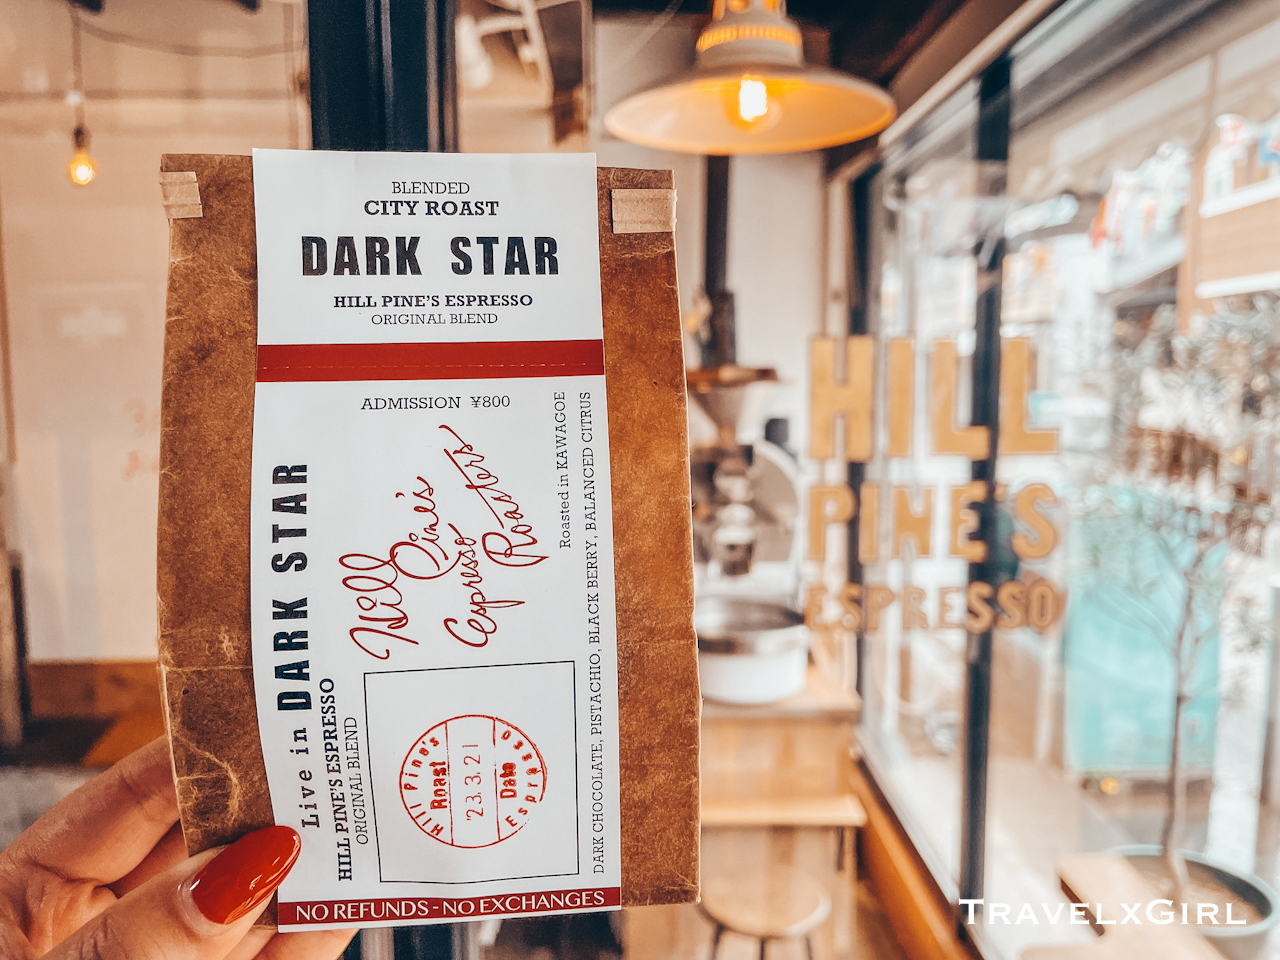 BLENDED
CITY ROAST
DARK STAR
HILL PINE'S ESPRESSO
ORIGINAL BLEND
ADMISSION ¥800
Live in DARK STAR
HILL PINE'S ESPRESSO
ORIGINAL BLEND
Hill
Pine's
Espresso
Roasters
Roasted in KAWAGOE
DARK CHOCOLATE, PISTACHIO, BLACK BERRY, BALANCED CITRUS
Hill Pine's
Roast
'23.3.21
Date
Espresso
NO REFUNDS - NO EXCHANGES
HILL
PINE'S
ESPRESSO
TRAVELXGIRL